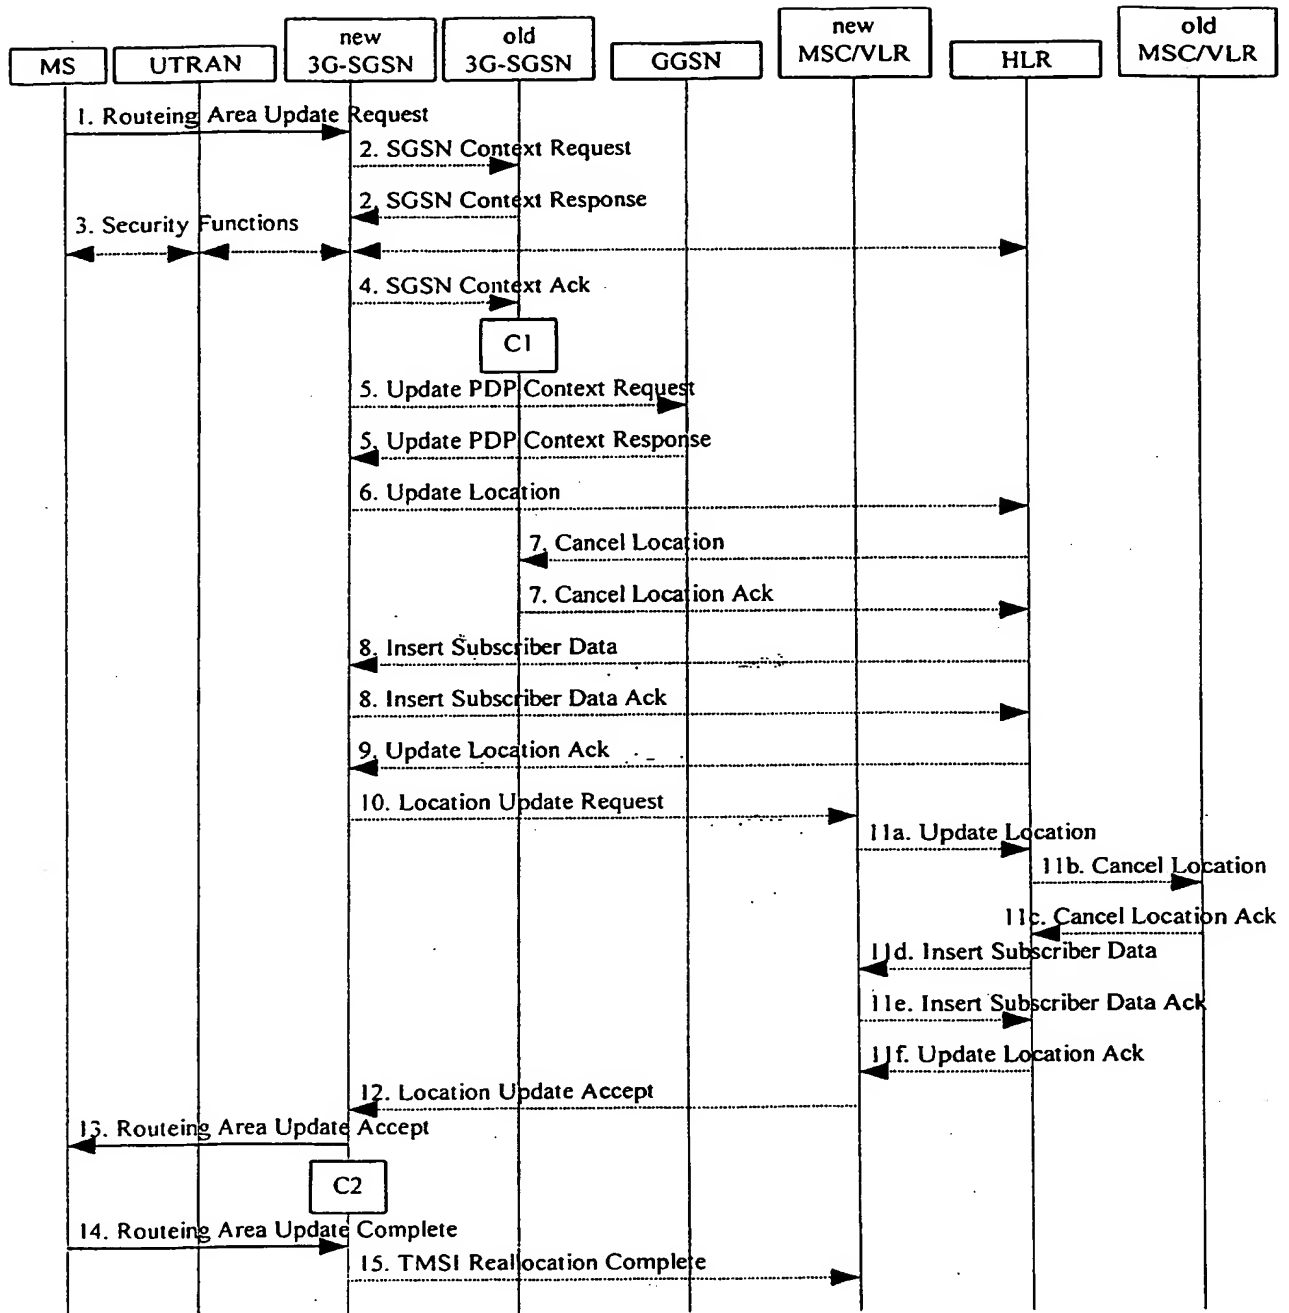 MS
UTRAN
new
3G-SGSN
old
3G-SGSN
GGSN
new
MSC/VLR
HLR
old
MSC/VLR
1. Routeing Area Update Request
2. SGSN Context Request
2. SGSN Context Response
3. Security Functions
4. SGSN Context Ack
C1
5. Update PDP Context Request
5. Update PDP Context Response
6. Update Location
7. Cancel Location
7. Cancel Location Ack
8. Insert Subscriber Data
8. Insert Subscriber Data Ack
9. Update Location Ack
10. Location Update Request
11a. Update Location
11b. Cancel Location
11c. Cancel Location Ack
11d. Insert Subscriber Data
11e. Insert Subscriber Data Ack
11f. Update Location Ack
12. Location Update Accept
13. Routeing Area Update Accept
C2
14. Routeing Area Update Complete
15. TMSI Reallocation Complete